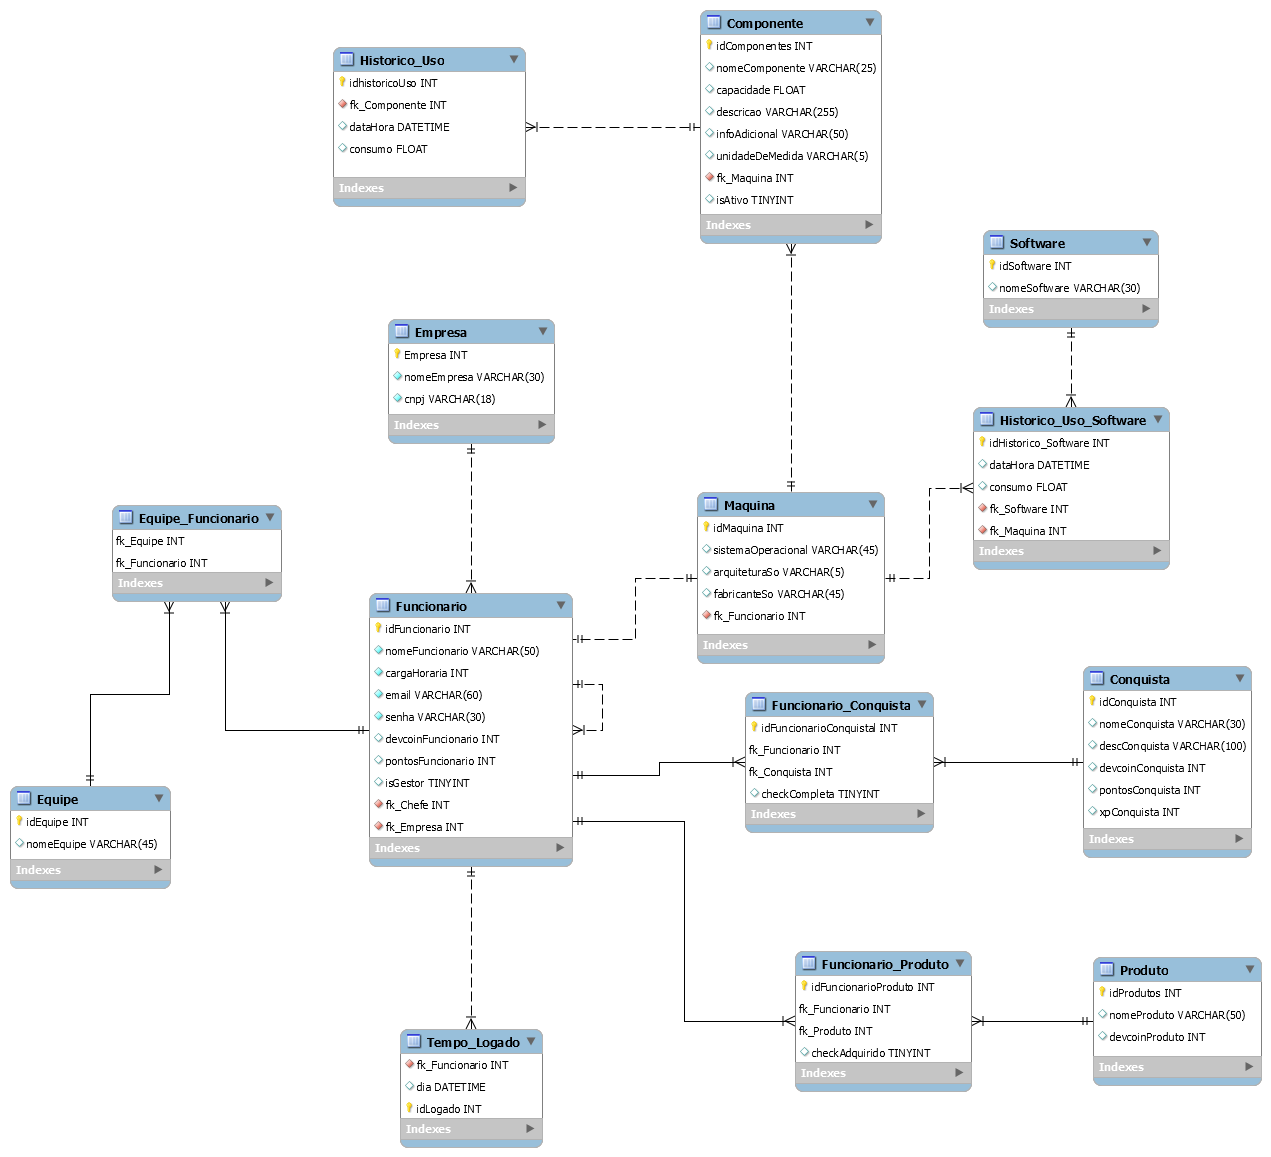 Componente
idComponentes INT
nomeComponente VARCHAR(25)
capacidade FLOAT
descricao VARCHAR(255)
infoAdicional VARCHAR(50)
unidadeDeMedida VARCHAR(5)
fk_Maquina INT
isAtivo TINYINT
Indexes
Historico_Uso
idhistoricoUso INT
fk_Componente INT
dataHora DATETIME
consumo FLOAT
Indexes
Software
idSoftware INT
nomeSoftware VARCHAR(30)
Indexes
Empresa
Empresa INT
nomeEmpresa VARCHAR(30)
cnpj VARCHAR(18)
Indexes
Historico_Uso_Software
idHistorico_Software INT
dataHora DATETIME
consumo FLOAT
fk_Software INT
fk_Maquina INT
Indexes
Maquina
idMaquina INT
sistemaOperacional VARCHAR(45)
arquiteturaSo VARCHAR(5)
fabricanteSo VARCHAR(45)
fk_Funcionario INT
Indexes
Equipe_Funcionario
fk_Equipe INT
fk_Funcionario INT
Indexes
Funcionario
idFuncionario INT
nomeFuncionario VARCHAR(50)
cargaHoraria INT
email VARCHAR(60)
senha VARCHAR(30)
devcoinFuncionario INT
pontosFuncionario INT
isGestor TINYINT
fk_Chefe INT
fk_Empresa INT
Indexes
Conquista
idConquista INT
nomeConquista VARCHAR(30)
descConquista VARCHAR(100)
devcoinConquista INT
pontosConquista INT
xpConquista INT
Indexes
Funcionario_Conquista
idFuncionarioConquistaI INT
fk_Funcionario INT
fk_Conquista INT
checkCompleta TINYINT
Indexes
Equipe
idEquipe INT
nomeEquipe VARCHAR(45)
Indexes
Funcionario_Produto
idFuncionarioProduto INT
fk_Funcionario INT
fk_Produto INT
checkAdquirido TINYINT
Indexes
Produto
idProdutos INT
nomeProduto VARCHAR(50)
devcoinProduto INT
Indexes
Tempo_Logado
fk_Funcionario INT
dia DATETIME
idLogado INT
Indexes